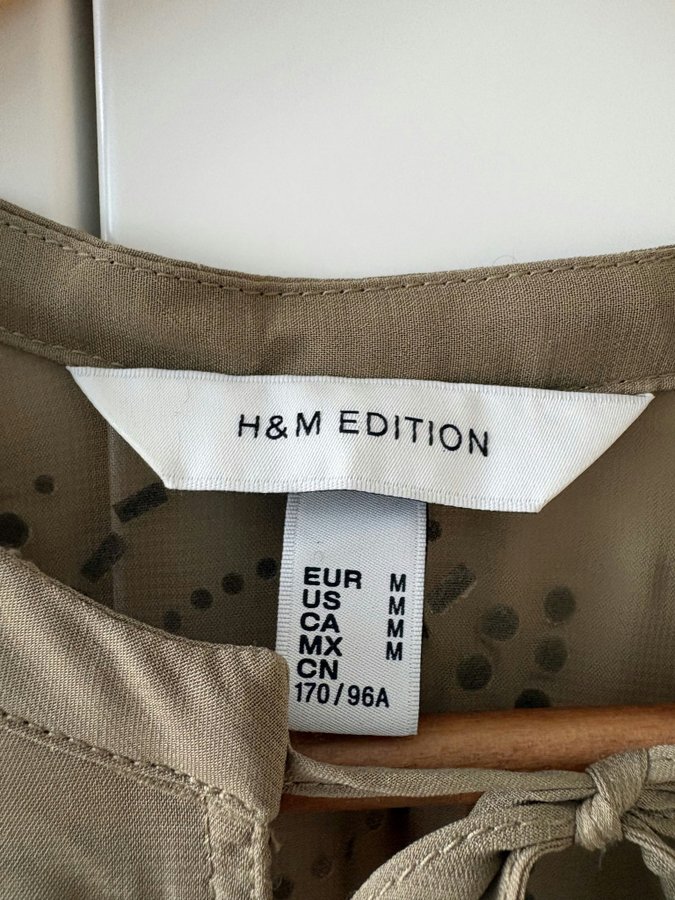 H&M EDITION
EUR M
US M
CA M
MX M
CN
170/96A